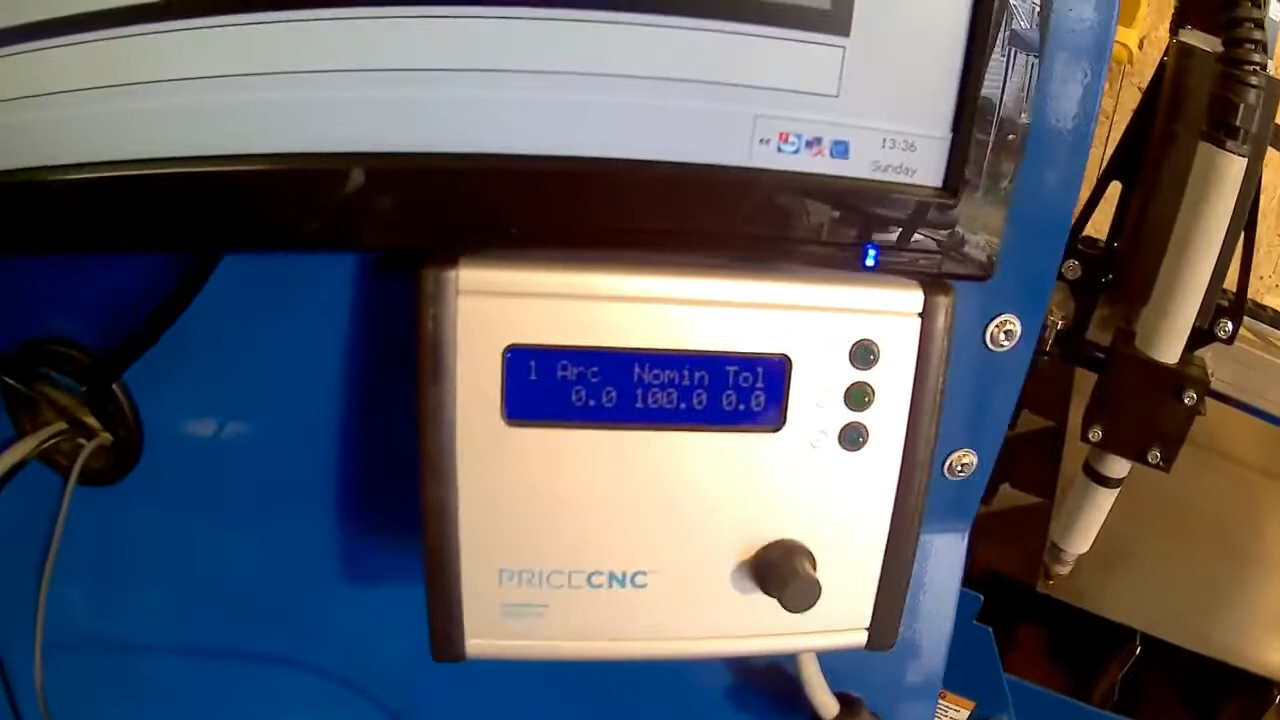 13:36
Sunday
1 Arc Nomin Tol
0.0 100.0 0.0
PRICECNC